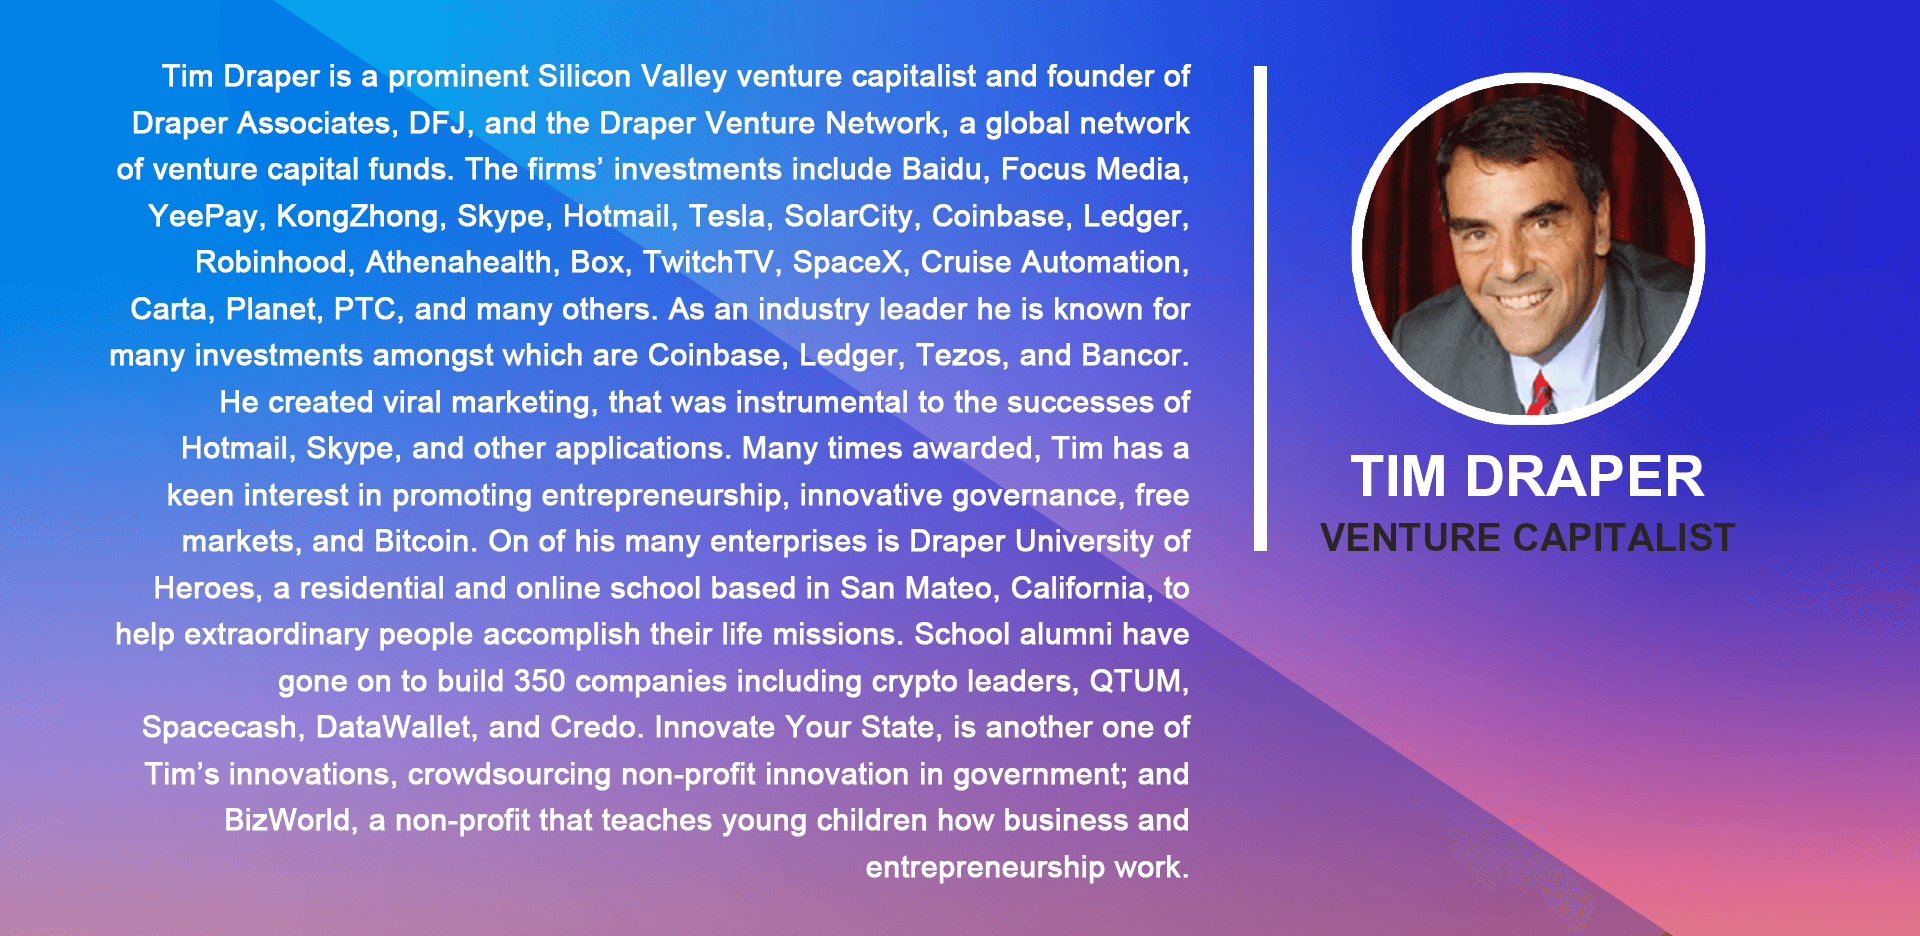 Tim Draper is a prominent Silicon Valley venture capitalist and founder of
Draper Associates, DFJ, and the Draper Venture Network, a global network
of venture capital funds. The firms’ investments include Baidu, Focus Media,
YeePay, KongZhong, Skype, Hotmail, Tesla, SolarCity, Coinbase, Ledger,
Robinhood, Athenahealth, Box, TwitchTV, SpaceX, Cruise Automation,
Carta, Planet, PTC, and many others. As an industry leader he is known for
many investments amongst which are Coinbase, Ledger, Tezos, and Bancor.
He created viral marketing, that was instrumental to the successes of
Hotmail, Skype, and other applications. Many times awarded, Tim has a
keen interest in promoting entrepreneurship, innovative governance, free
markets, and Bitcoin. On of his many enterprises is Draper University of
Heroes, a residential and online school based in San Mateo, California, to
help extraordinary people accomplish their life missions. School alumni have
gone on to build 350 companies including crypto leaders, QTUM,
Spacecash, DataWallet, and Credo. Innovate Your State, is another one of
Tim’s innovations, crowdsourcing non-profit innovation in government; and
BizWorld, a non-profit that teaches young children how business and
entrepreneurship work.
TIM DRAPER
VENTURE CAPITALIST